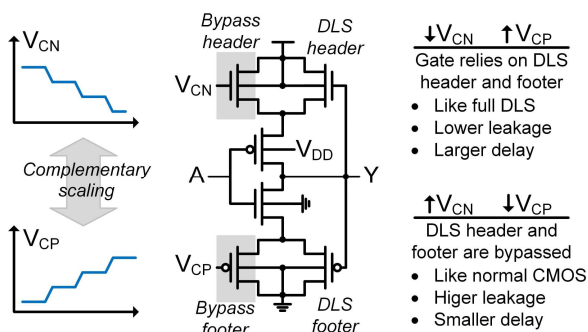 V_CN
Complementary
scaling
V_CP
Bypass
header
DLS
header
V_CN
V_DD
A
Y
V_CP
Bypass
footer
DLS
footer
↓V_CN ↑V_CP
Gate relies on DLS
header and footer
• Like full DLS
• Lower leakage
• Larger delay
↑V_CN ↓V_CP
DLS header and
footer are bypassed
• Like normal CMOS
• Higer leakage
• Smaller delay